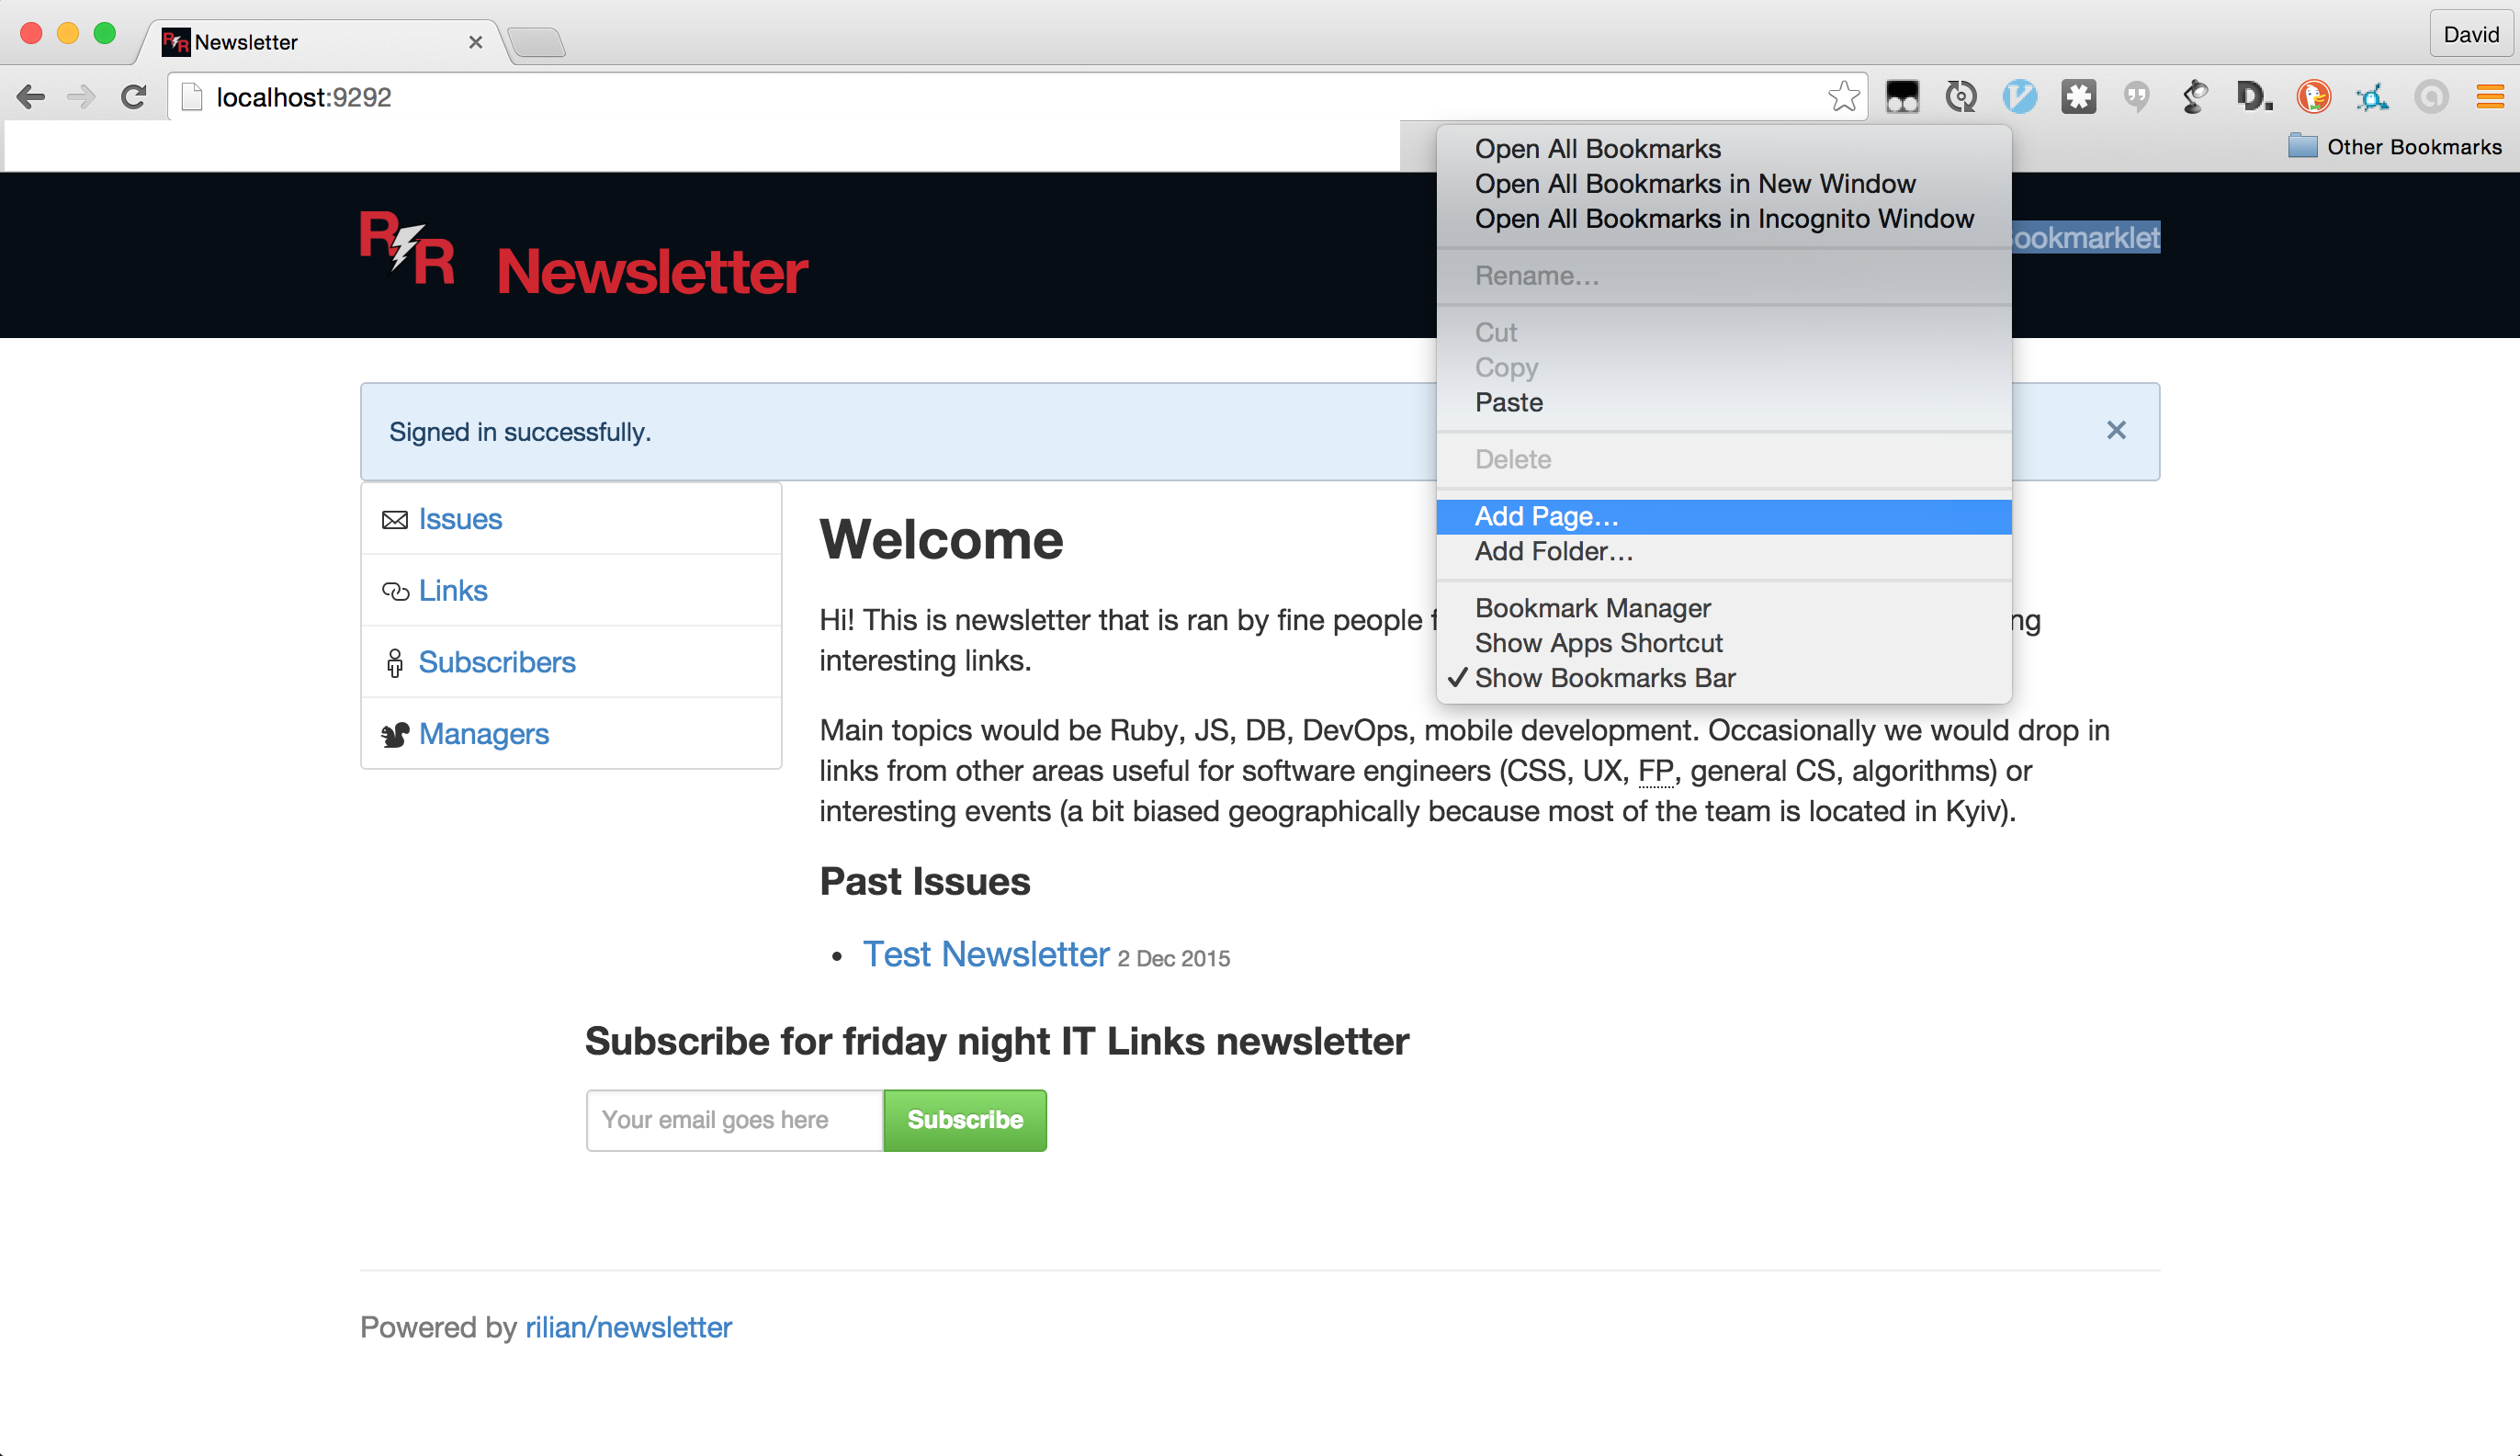 Newsletter
David
localhost:9292
Other Bookmarks
Open All Bookmarks
Open All Bookmarks in New Window
Open All Bookmarks in Incognito Window
Rename...
Cut
Copy
Paste
Delete
Add Page...
Add Folder...
Bookmark Manager
Show Apps Shortcut
✓ Show Bookmarks Bar
RR Newsletter
ookmarklet
Signed in successfully.
Issues
Links
Subscribers
Managers
Welcome
Hi! This is newsletter that is ran by fine people
interesting links.
Main topics would be Ruby, JS, DB, DevOps, mobile development. Occasionally we would drop in
links from other areas useful for software engineers (CSS, UX, FP, general CS, algorithms) or
interesting events (a bit biased geographically because most of the team is located in Kyiv).
Past Issues
• Test Newsletter 2 Dec 2015
Subscribe for friday night IT Links newsletter
Your email goes here
Subscribe
Powered by rilian/newsletter